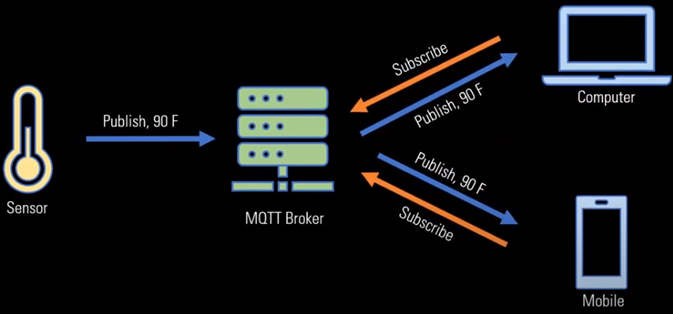 Subscribe
Publish, 90 F
Computer
Publish, 90 F
Sensor
MQTT Broker
Publish, 90 F
Subscribe
Mobile